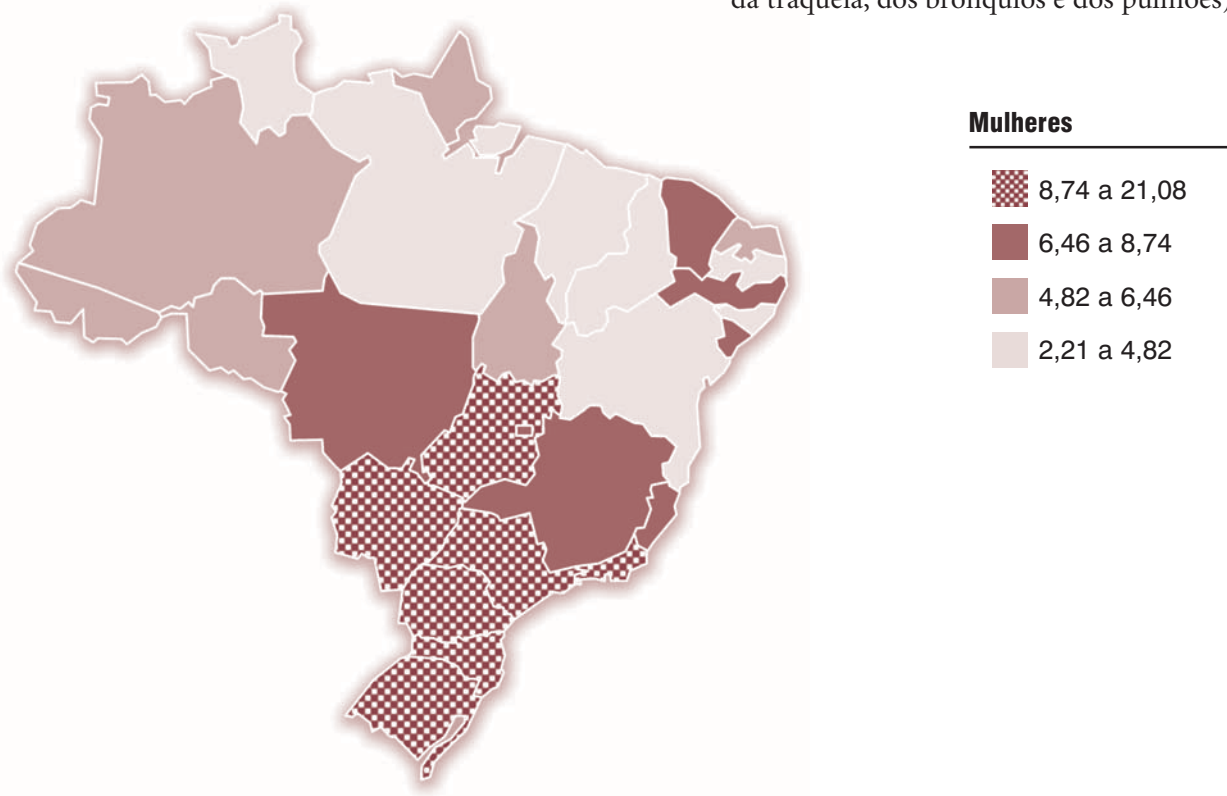 da traqueia, dos brônquios e dos pulmões)
Mulheres
8,74 a 21,08
6,46 a 8,74
4,82 a 6,46
2,21 a 4,82